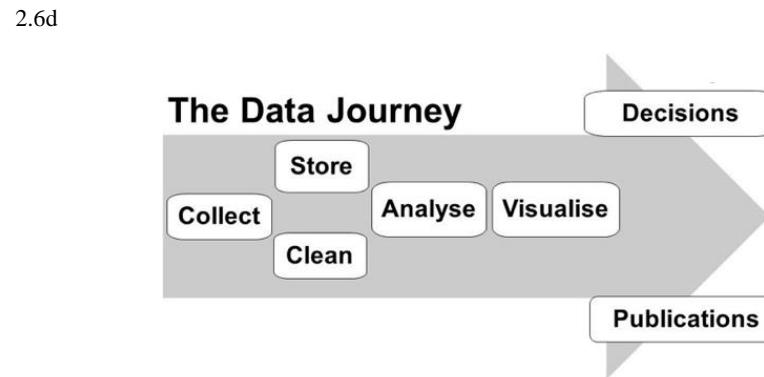 2.6d
The Data Journey
Decisions
Store
Collect
Analyse
Visualise
Clean
Publications